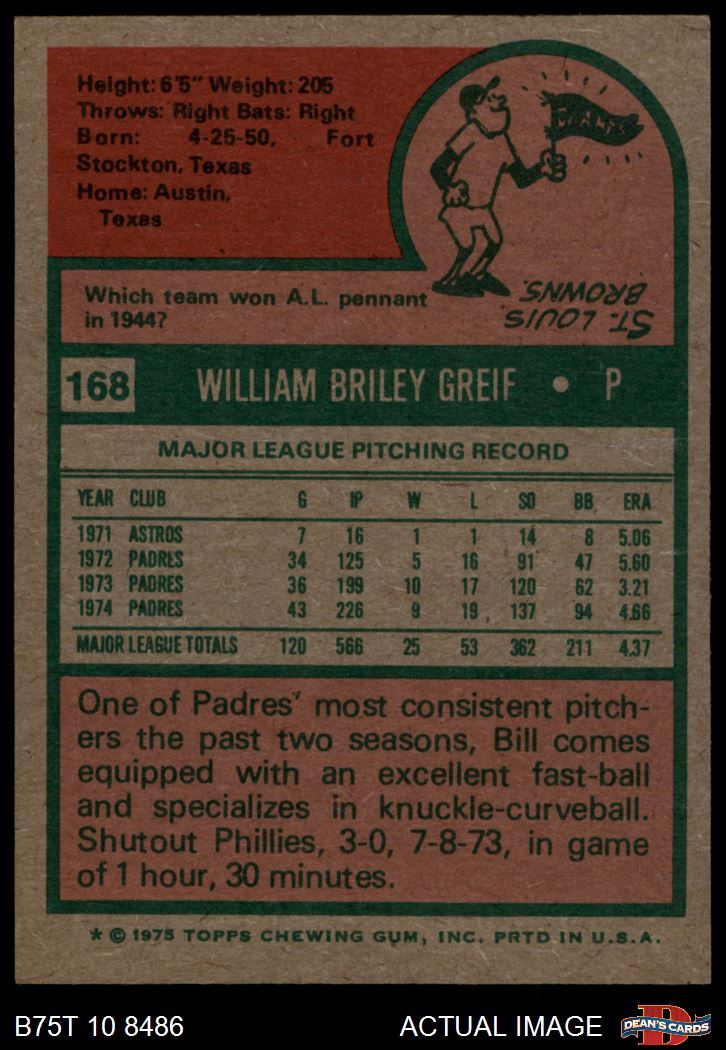 Height: 6'5" Weight: 205
Throws: Right Bats: Right
Born: 4-25-50, Fort
Stockton, Texas
Home: Austin,
Texas
CHAMPS
Which team won A.L. pennant
in 1944?
ST. LOUIS
BROWNS.
168 WILLIAM BRILEY GREIF • P
MAJOR LEAGUE PITCHING RECORD
YEAR CLUB G IP W L SO BB ERA
1971 ASTROS 7 16 1 1 14 8 5.06
1972 PADRES 34 125 5 16 91 47 5.60
1973 PADRES 36 199 10 17 120 62 3.21
1974 PADRES 43 226 9 19 137 94 4.66
MAJOR LEAGUE TOTALS 120 566 25 53 362 211 4.37
One of Padres' most consistent pitch-
ers the past two seasons, Bill comes
equipped with an excellent fast-ball
and specializes in knuckle-curveball.
Shutout Phillies, 3-0, 7-8-73, in game
of 1 hour, 30 minutes.
* © 1975 TOPPS CHEWING GUM, INC. PRTD IN U.S.A.
B75T 10 8486 ACTUAL IMAGE
DEAN'S CARDS